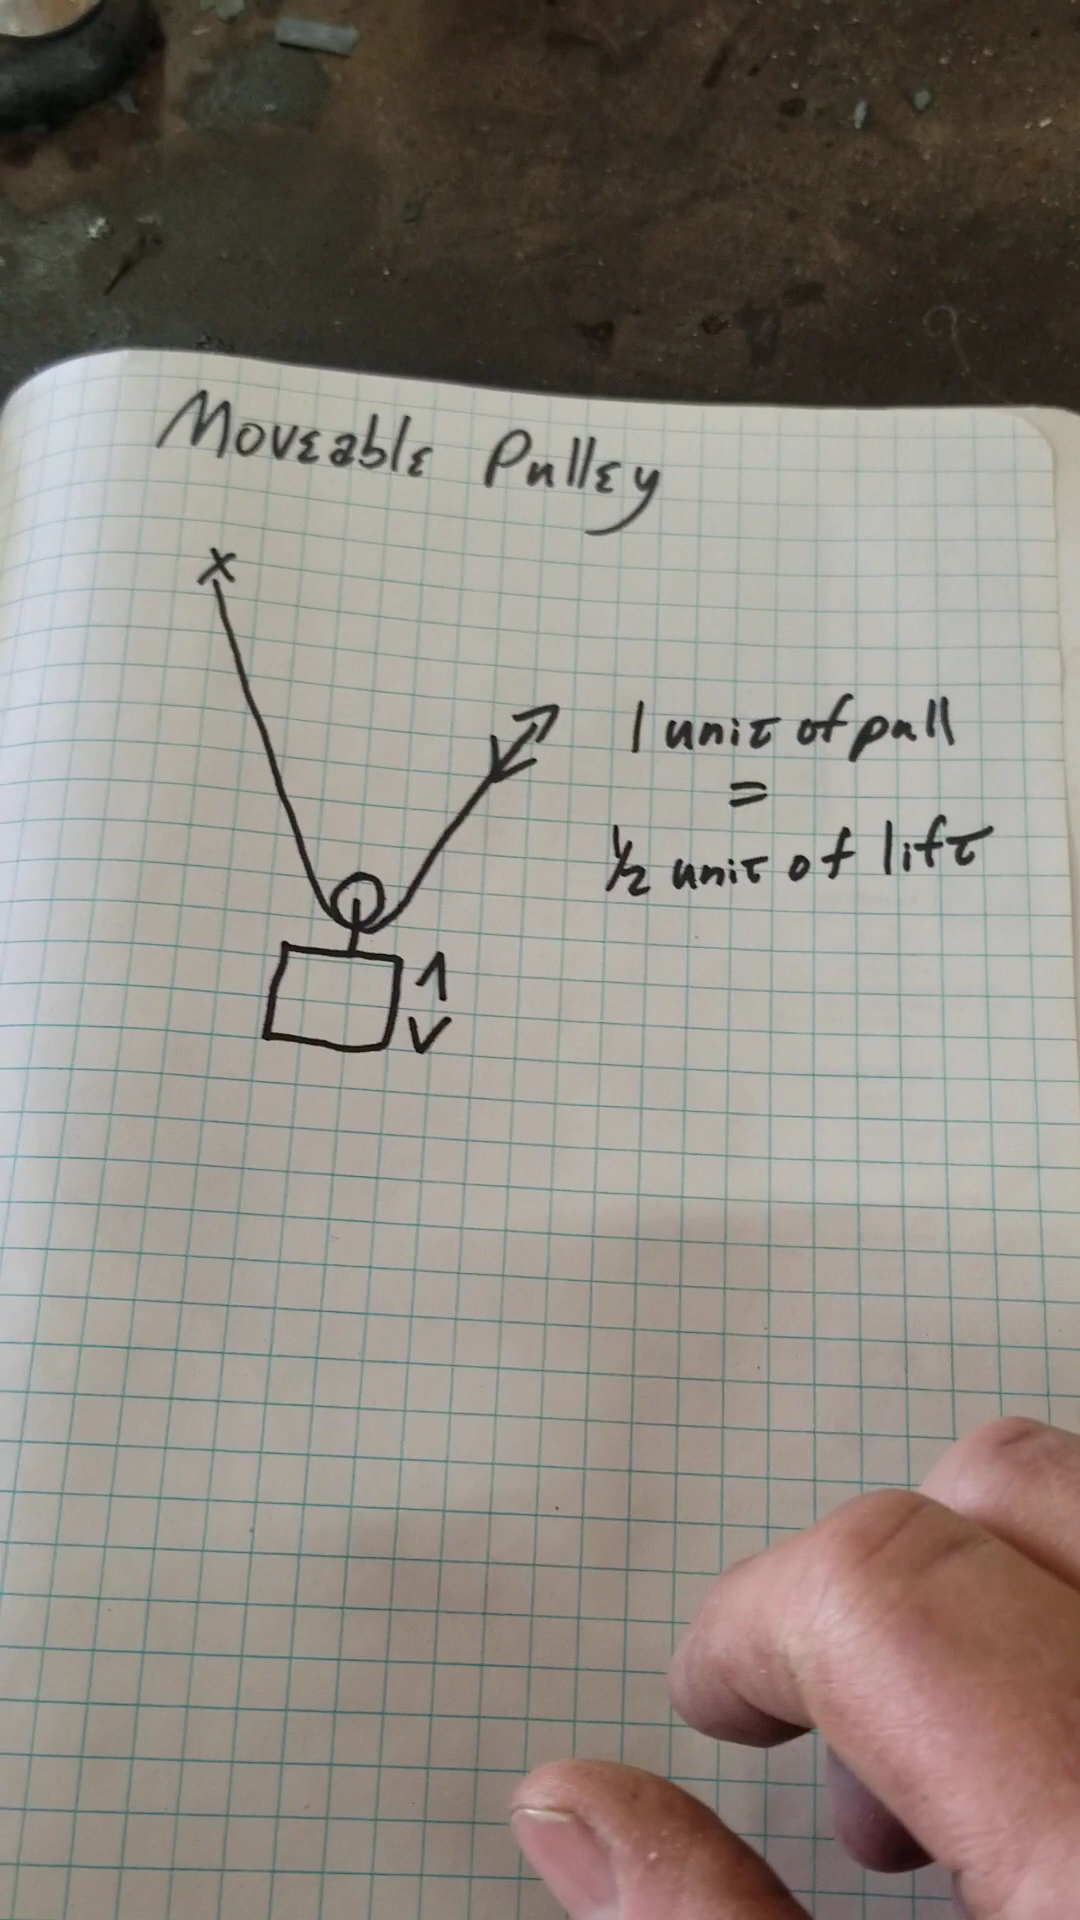 Moveable Pulley
x
1 unit of pull
=
1/2 unit of lift